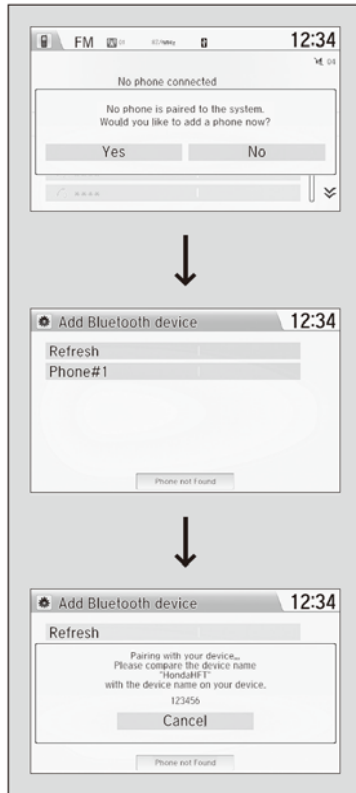 FM 12:34
04
No phone connected
No phone is paired to the system.
Would you like to add a phone now?
Yes No
Add Bluetooth device 12:34
Refresh
Phone#1
Phone not Found
Add Bluetooth device 12:34
Refresh
Pairing with your device...
Please compare the device name
"HondaHFT"
with the device name on your device.
123456
Cancel
Phone not Found